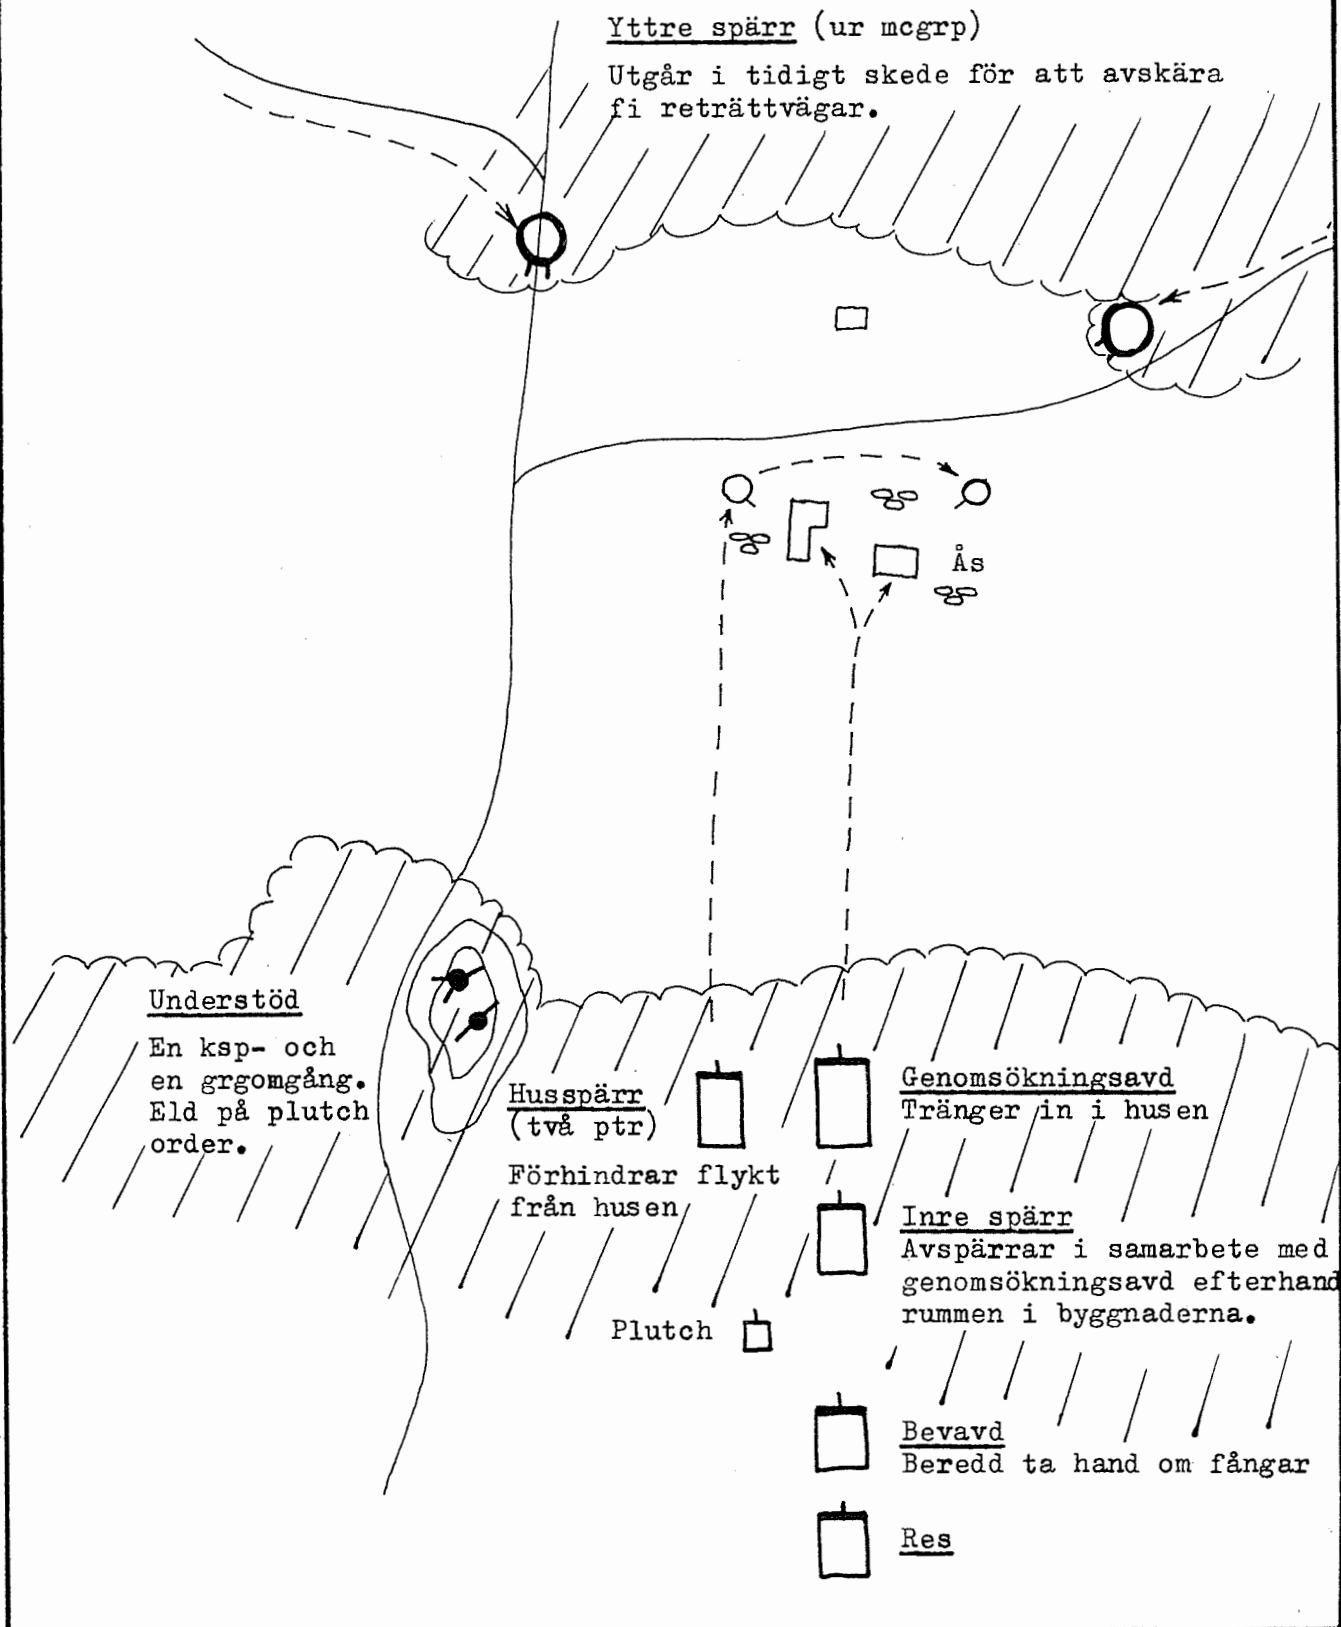 Yttre spärr (ur mcgrp)
Utgår i tidigt skede för att avskära
fi reträttvägar.
Ås
Understöd
En ksp- och
en grgomgång.
Eld på plutch
order.
Husspärr
(två ptr)
Förhindrar flykt
från husen
Genomsökningsavd
Tränger in i husen
Inre spärr
Avspärrar i samarbete med
genomsökningsavd efterhand
rummen i byggnaderna.
Plutch
Bevavd
Beredd ta hand om fångar
Res